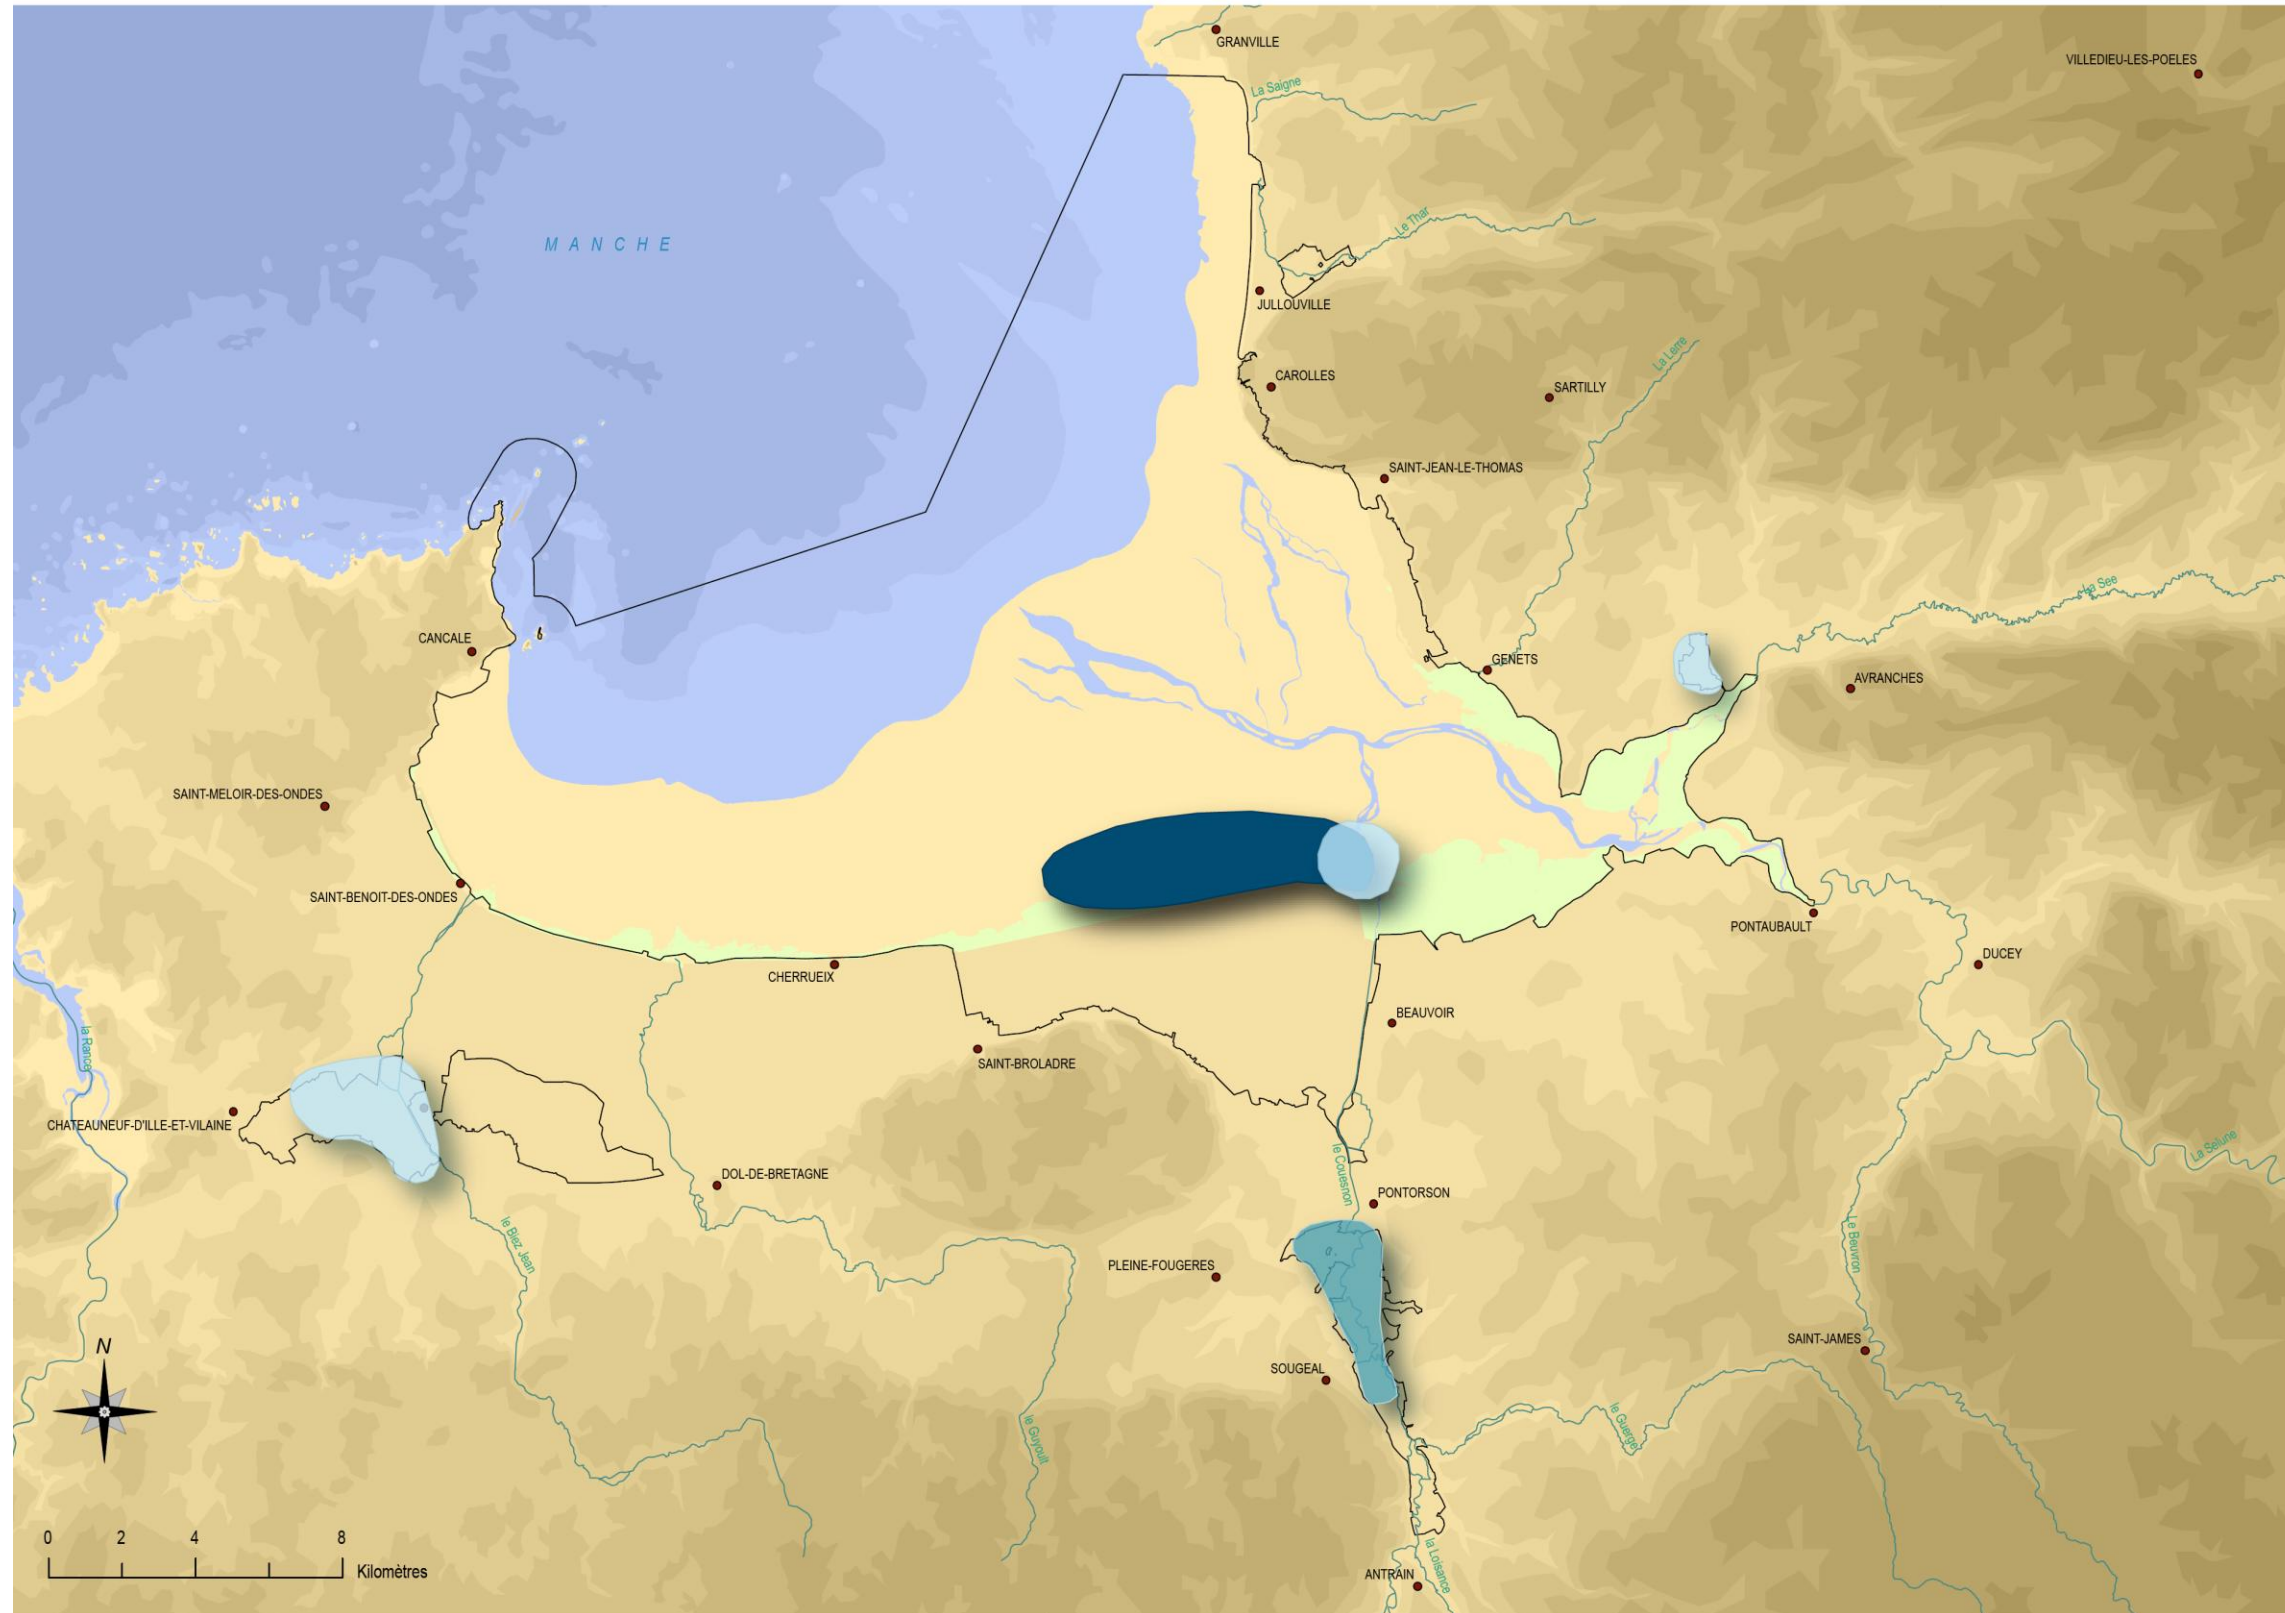 GRANVILLE
VILLEDIEU-LES-POELES
La Saigne
MANCHE
Le Thar
JULLOUVILLE
La Lerre
CAROLLES
SARTILLY
SAINT-JEAN-LE-THOMAS
La See
CANCALE
GENETS
AVRANCHES
SAINT-MELOIR-DES-ONDES
SAINT-BENOIT-DES-ONDES
PONTAUBAULT
DUCEY
CHERRUEIX
BEAUVOIR
la Rance
SAINT-BROLADRE
CHATEAUNEUF-D'ILLE-ET-VILAINE
La Selune
DOL-DE-BRETAGNE
le Couesnon
PONTORSON
le Biez Jean
Le Beuvron
PLEINE-FOUGERES
SAINT-JAMES
N
SOUGEAL
le Guyoult
le Guerge
0 2 4 8
Kilomètres
la Loisance
ANTRAIN